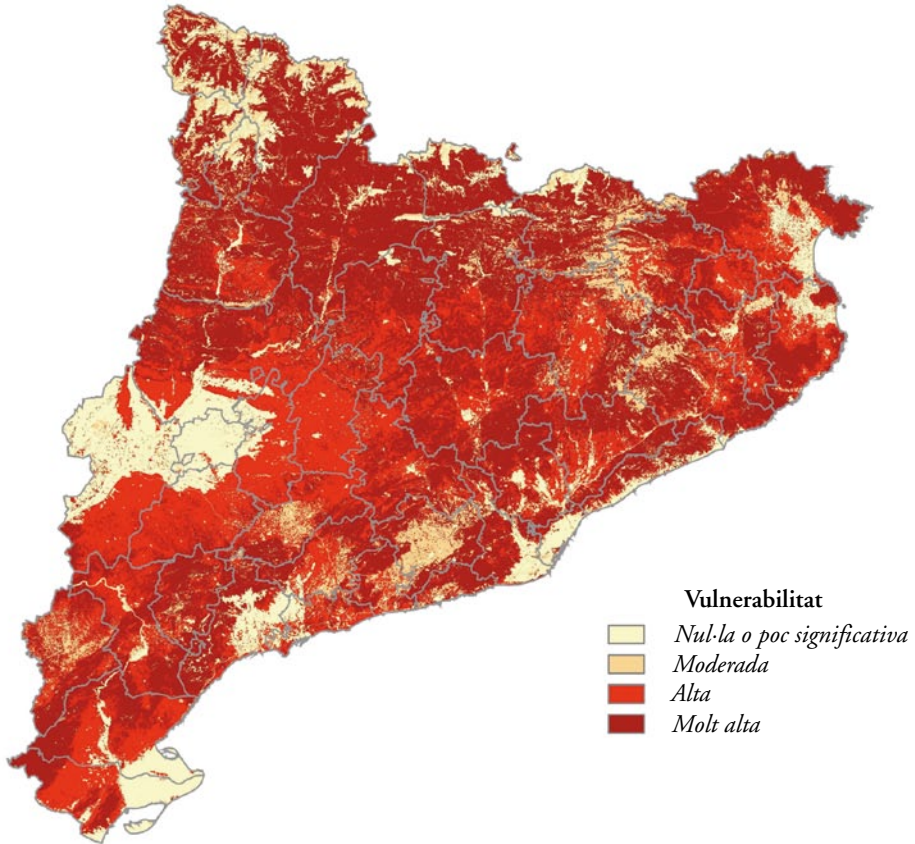 Vulnerabilitat
Nul·la o poc significativa
Moderada
Alta
Molt alta